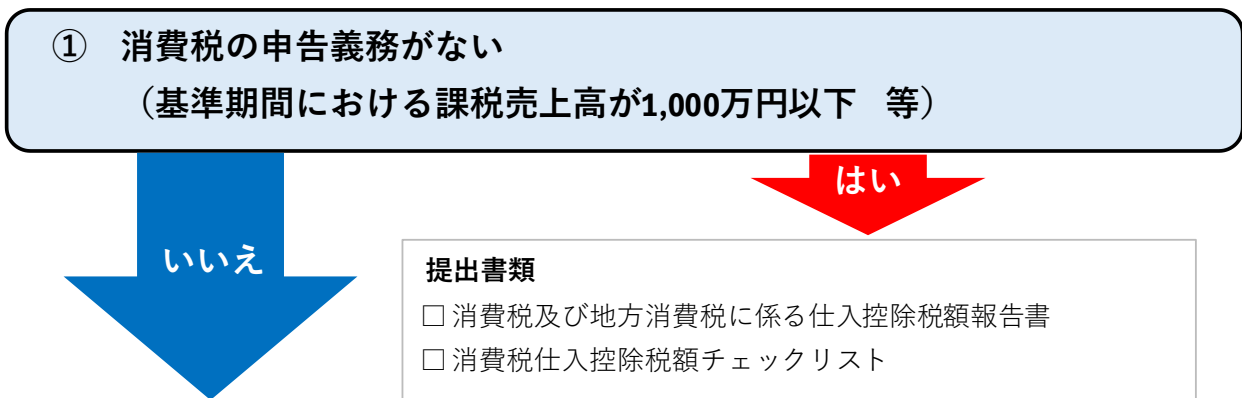 ① 消費税の申告義務がない
（基準期間における課税売上高が1,000万円以下 等）
はい
いいえ
提出書類
□ 消費税及び地方消費税に係る仕入控除税額報告書
□ 消費税仕入控除税額チェックリスト